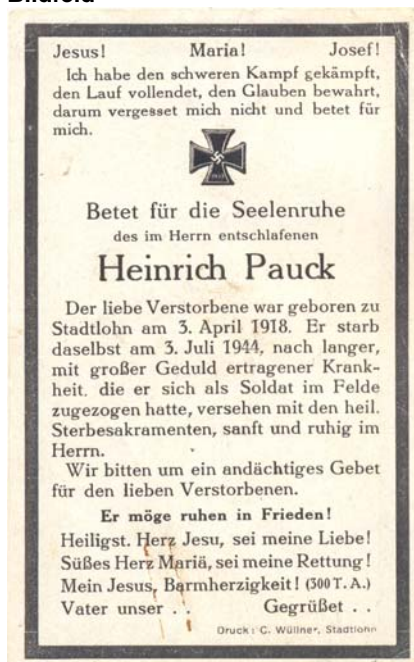 Bildfeld
Jesus! Maria! Josef!
Ich habe den schweren Kampf gekämpft,
den Lauf vollendet, den Glauben bewahrt,
darum vergesset mich nicht und betet für
mich.
Betet für die Seelenruhe
des im Herrn entschlafenen
Heinrich Pauck
Der liebe Verstorbene war geboren zu
Stadtlohn am 3. April 1918. Er starb
daselbst am 3. Juli 1944, nach langer,
mit großer Geduld ertragener Krank-
heit, die er sich als Soldat im Felde
zugezogen hatte, versehen mit den heil.
Sterbesakramenten, sanft und ruhig im
Herrn.
Wir bitten um ein andächtiges Gebet
für den lieben Verstorbenen.
Er möge ruhen in Frieden!
Heiligst. Herz Jesu, sei meine Liebe!
Süßes Herz Mariä, sei meine Rettung!
Mein Jesus, Barmherzigkeit! (300 T. A.)
Vater unser . . Gegrüßet . .
Druck: C. Wüllner, Stadtlohn